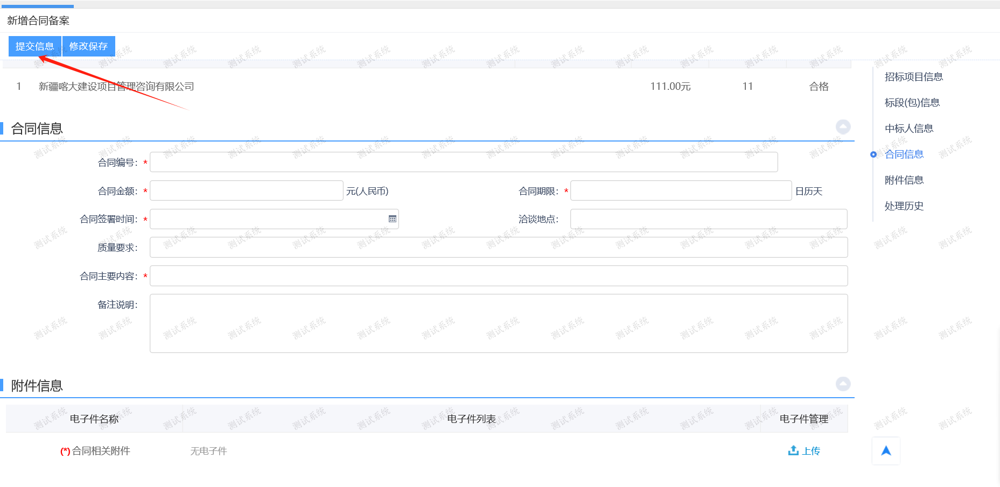 新增合同备案
提交信息 修改保存
1 新疆喀大建设项目管理咨询有限公司 111.00元 11 合格
招标项目信息
标段(包)信息
中标人信息
合同信息
附件信息
处理历史
合同信息
合同编号: *
合同金额: * 元(人民币) 合同期限: * 日历天
合同签署时间: * 洽谈地点:
质量要求:
合同主要内容: *
备注说明:
附件信息
电子件名称 电子件列表 电子件管理
(*)合同相关附件 无电子件 上传
测试系统